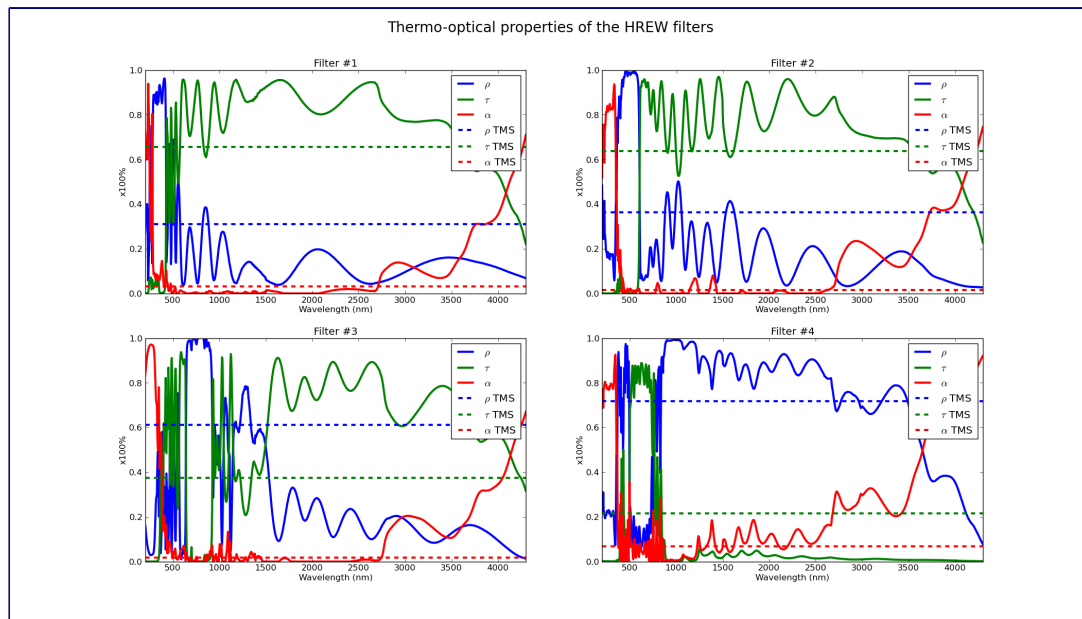 Thermo-optical properties of the HREW filters
Filter #1
1.0
0.8
0.6
0.4
0.2
0.0
x100%
500 1000 1500 2000 2500 3000 3500 4000
Wavelength (nm)
ρ
τ
α
ρ TMS
τ TMS
α TMS
Filter #2
1.0
0.8
0.6
0.4
0.2
0.0
x100%
500 1000 1500 2000 2500 3000 3500 4000
Wavelength (nm)
ρ
τ
α
ρ TMS
τ TMS
α TMS
Filter #3
1.0
0.8
0.6
0.4
0.2
0.0
x100%
500 1000 1500 2000 2500 3000 3500 4000
Wavelength (nm)
ρ
τ
α
ρ TMS
τ TMS
α TMS
Filter #4
1.0
0.8
0.6
0.4
0.2
0.0
x100%
500 1000 1500 2000 2500 3000 3500 4000
Wavelength (nm)
ρ
τ
α
ρ TMS
τ TMS
α TMS